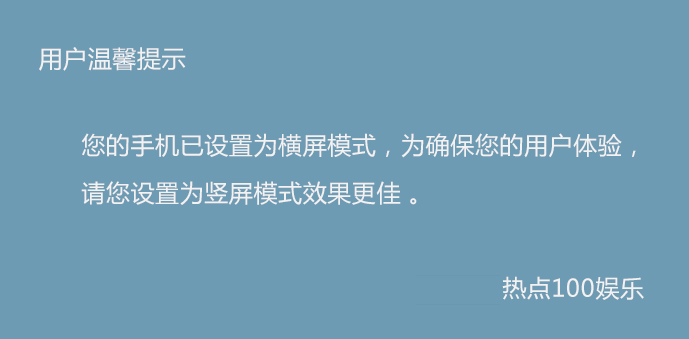 用户温馨提示
您的手机已设置为横屏模式，为确保您的用户体验，
请您设置为竖屏模式效果更佳。
热点100娱乐